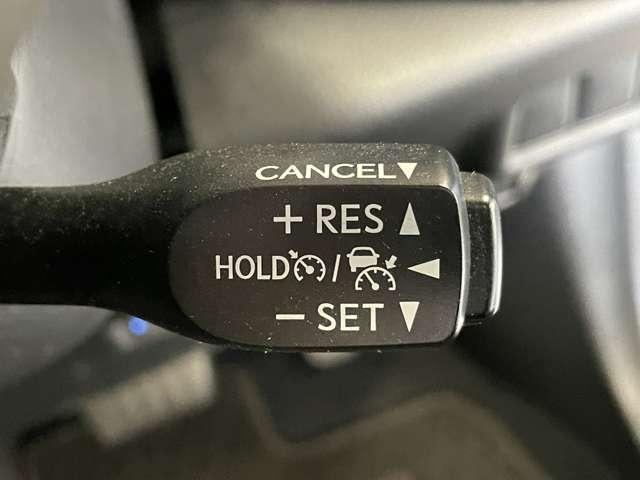 CANCEL▼
+ RES ▲
HOLD / ◀
− SET ▼